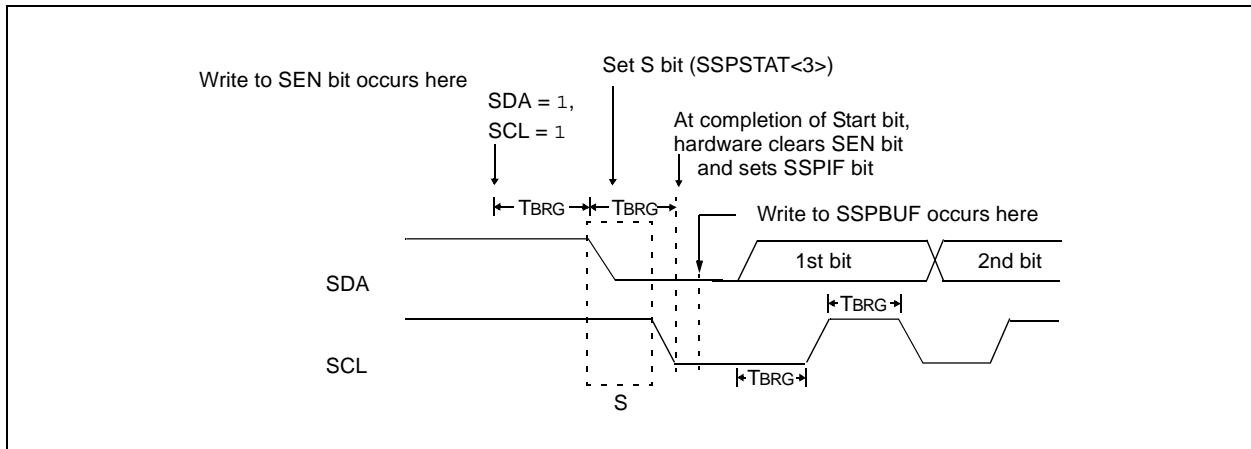 Set S bit (SSPSTAT<3>)
Write to SEN bit occurs here
SDA = 1,
SCL = 1
At completion of Start bit,
hardware clears SEN bit
and sets SSPIF bit
TBRG TBRG
Write to SSPBUF occurs here
1st bit 2nd bit
SDA
TBRG
SCL
TBRG
S